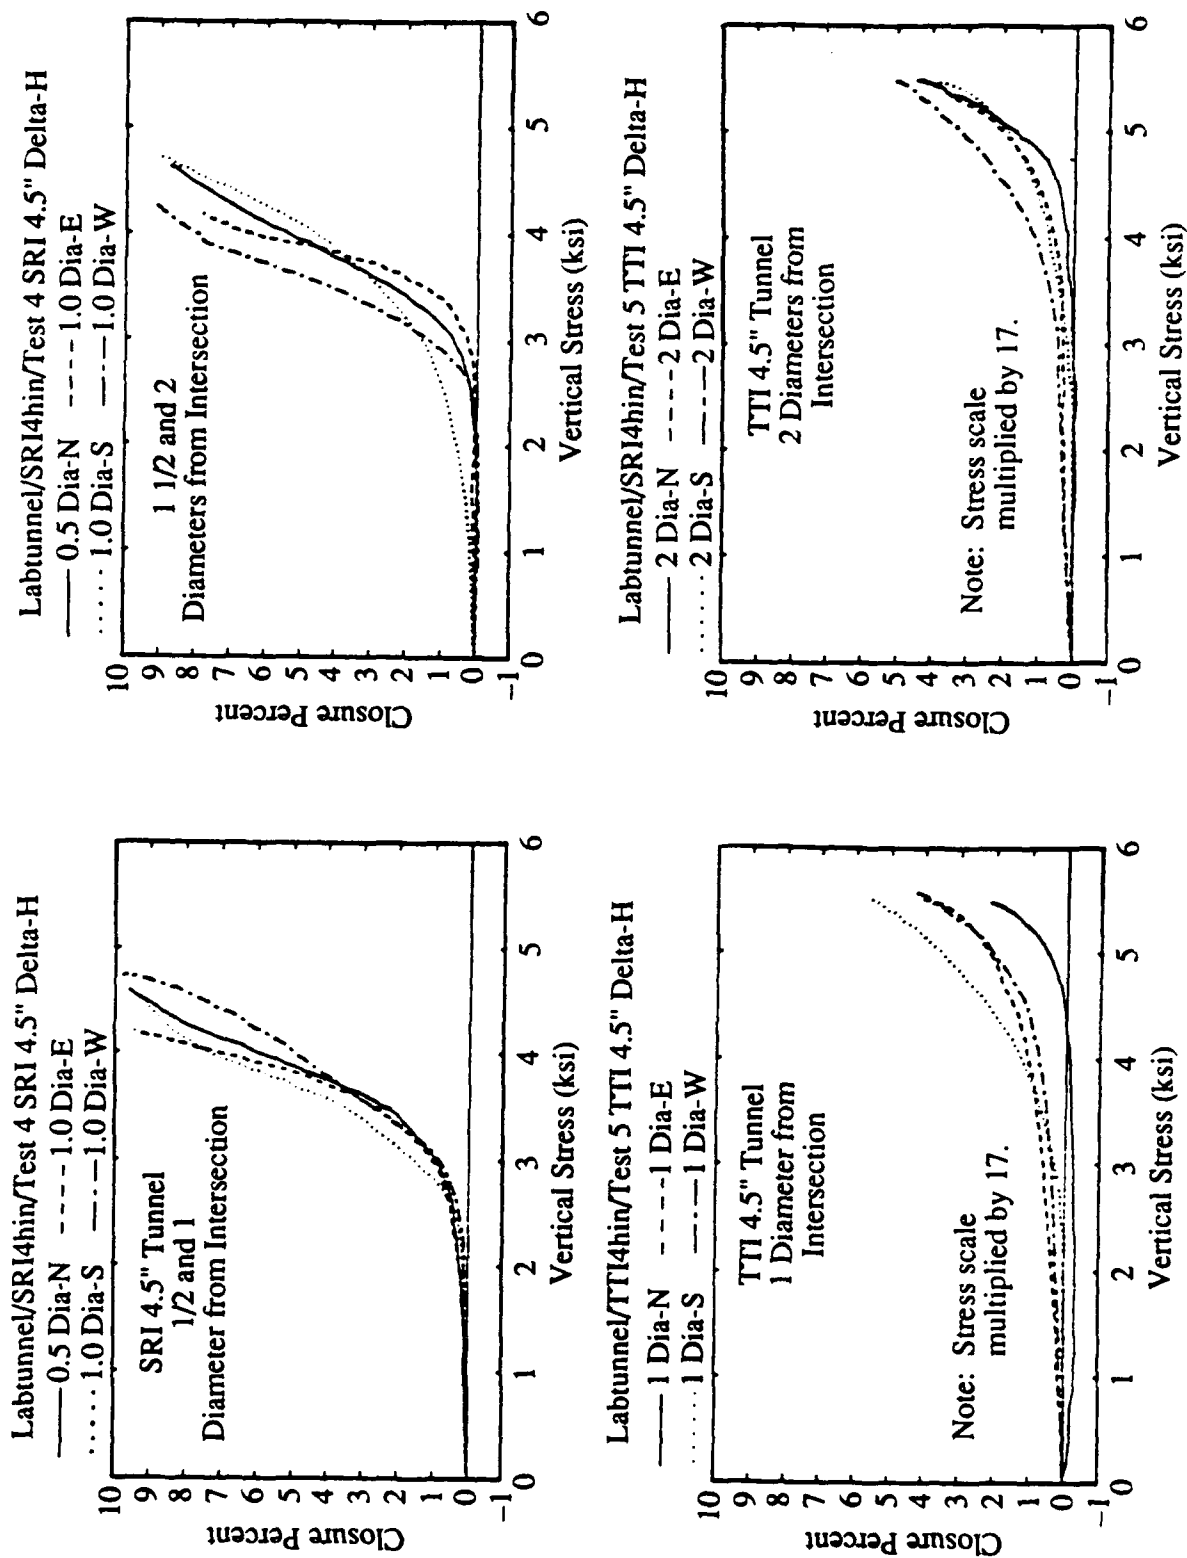 Labtunnel/SRI4hin/Test 4 SRI 4.5" Delta-H
0.5 Dia-N 1.0 Dia-E
1.0 Dia-S 1.0 Dia-W
SRI 4.5" Tunnel
1/2 and 1
Diameter from Intersection
10
9
8
7
6
5
4
3
2
1
0
-1
Closure Percent
0 1 2 3 4 5 6
Vertical Stress (ksi)
Labtunnel/SRI4hin/Test 4 SRI 4.5" Delta-H
0.5 Dia-N 1.0 Dia-E
1.0 Dia-S 1.0 Dia-W
1 1/2 and 2
Diameters from Intersection
10
9
8
7
6
5
4
3
2
1
0
-1
Closure Percent
0 1 2 3 4 5 6
Vertical Stress (ksi)
Labtunnel/TTI4hin/Test 5 TTI 4.5" Delta-H
1 Dia-N 1 Dia-E
1 Dia-S 1 Dia-W
TTI 4.5" Tunnel
1 Diameter from
Intersection
Note: Stress scale
multiplied by 17.
10
9
8
7
6
5
4
3
2
1
0
-1
Closure Percent
0 1 2 3 4 5 6
Vertical Stress (ksi)
Labtunnel/SRI4hin/Test 5 TTI 4.5" Delta-H
2 Dia-N 2 Dia-E
2 Dia-S 2 Dia-W
TTI 4.5" Tunnel
2 Diameters from
Intersection
Note: Stress scale
multiplied by 17.
10
9
8
7
6
5
4
3
2
1
0
-1
Closure Percent
0 1 2 3 4 5 6
Vertical Stress (ksi)